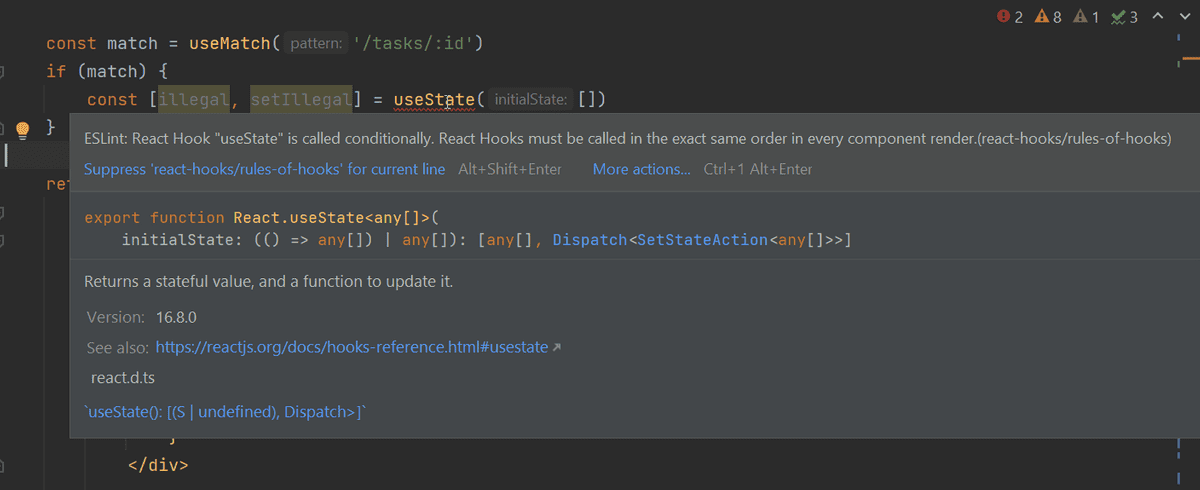 2 8 1 3
const match = useMatch( pattern: '/tasks/:id')
if (match) {
const [illegal, setIllegal] = useState( initialState: [])
}
ESLint: React Hook "useState" is called conditionally. React Hooks must be called in the exact same order in every component render.(react-hooks/rules-of-hooks)
Suppress 'react-hooks/rules-of-hooks' for current line Alt+Shift+Enter More actions... Ctrl+1 Alt+Enter
ret
export function React.useState<any[]>(
initialState: (() => any[]) | any[]): [any[], Dispatch<SetStateAction<any[]>>]
Returns a stateful value, and a function to update it.
Version: 16.8.0
See also: https://reactjs.org/docs/hooks-reference.html#usestate
react.d.ts
`useState(): [(S | undefined), Dispatch>]`
</div>